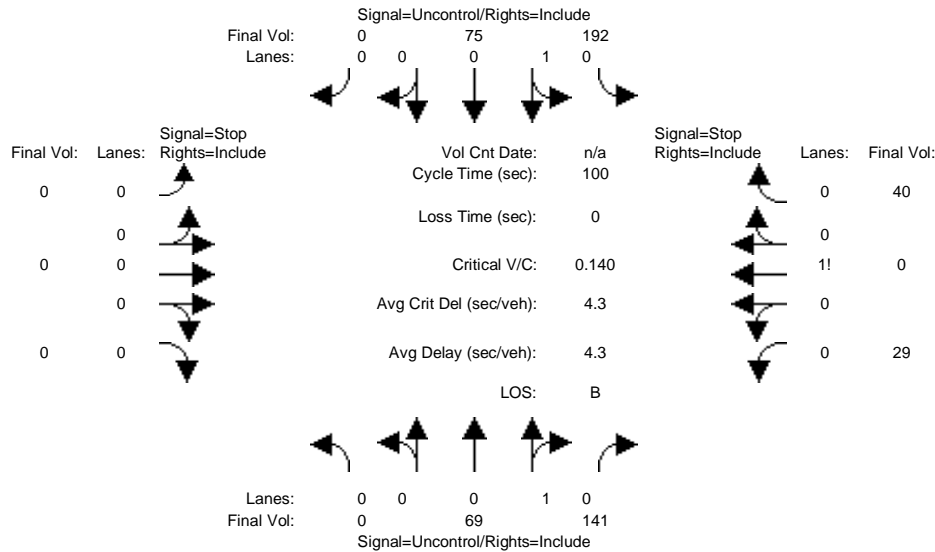 Signal=Uncontrol/Rights=Include
Final Vol: 0 75 192
Lanes: 0 0 0 1 0
Signal=Stop Signal=Stop
Final Vol: Lanes: Rights=Include Vol Cnt Date: n/a Rights=Include Lanes: Final Vol:
Cycle Time (sec): 100
0 0 0 40
Loss Time (sec): 0
0 0
0 0 Critical V/C: 0.140 1! 0
0 Avg Crit Del (sec/veh): 4.3 0
0 0 Avg Delay (sec/veh): 4.3 0 29
LOS: B
Lanes: 0 0 0 1 0
Final Vol: 0 69 141
Signal=Uncontrol/Rights=Include